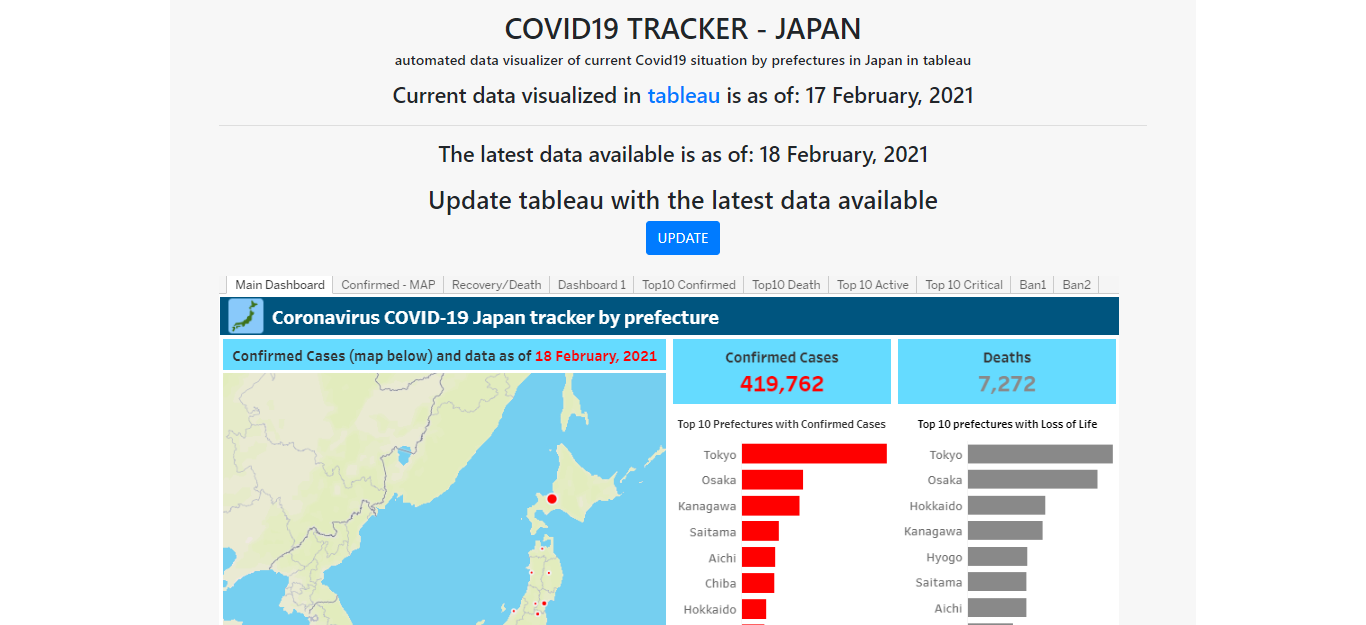 COVID19 TRACKER - JAPAN
automated data visualizer of current Covid19 situation by prefectures in Japan in tableau
Current data visualized in tableau is as of: 17 February, 2021
The latest data available is as of: 18 February, 2021
Update tableau with the latest data available
UPDATE
Main Dashboard Confirmed - MAP Recovery/Death Dashboard 1 Top10 Confirmed Top10 Death Top 10 Active Top 10 Critical Ban1 Ban2
Coronavirus COVID-19 Japan tracker by prefecture
Confirmed Cases (map below) and data as of 18 February, 2021
Confirmed Cases
419,762
Deaths
7,272
Top 10 Prefectures with Confirmed Cases
Tokyo
Osaka
Kanagawa
Saitama
Aichi
Chiba
Hokkaido
Top 10 prefectures with Loss of Life
Tokyo
Osaka
Hokkaido
Kanagawa
Hyogo
Saitama
Aichi